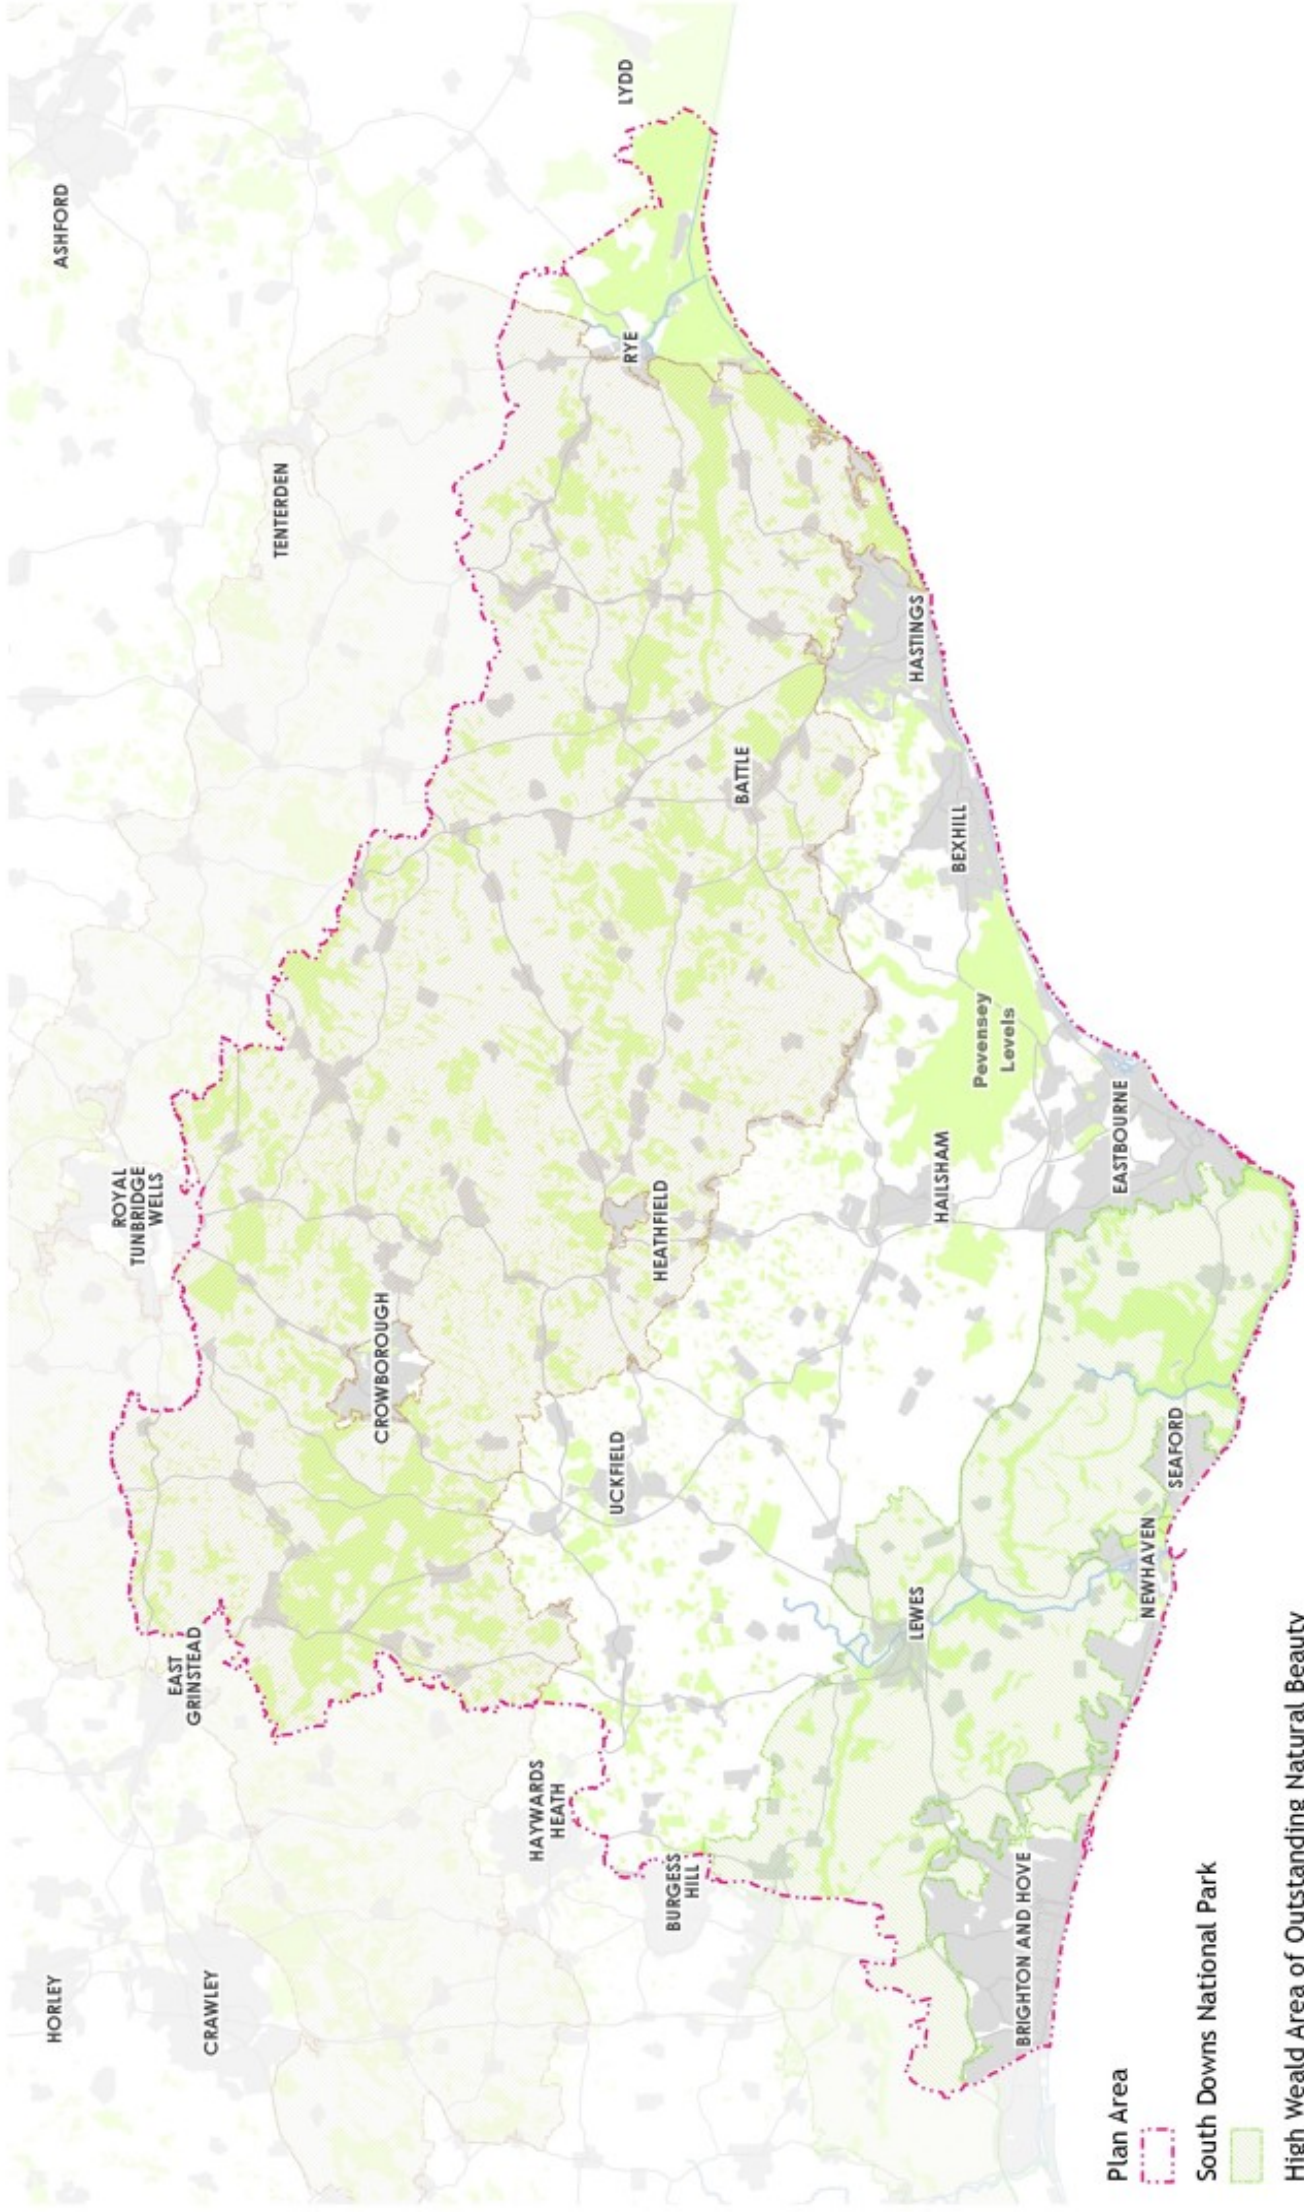 HORLEY
CRAWLEY
EAST
GRINSTEAD
ROYAL
TUNBRIDGE
WELLS
TENTERDEN
ASHFORD
LYDD
RYE
CROWBOROUGH
HAYWARDS
HEATH
BURGESS
HILL
UCKFIELD
HEATHFIELD
BATTLE
HASTINGS
BEXHILL
Pevensey
Levels
HAILSHAM
EASTBOURNE
LEWES
BRIGHTON AND HOVE
NEWHAVEN
SEAFORD
Plan Area
South Downs National Park
High Weald Area of Outstanding Natural Beauty